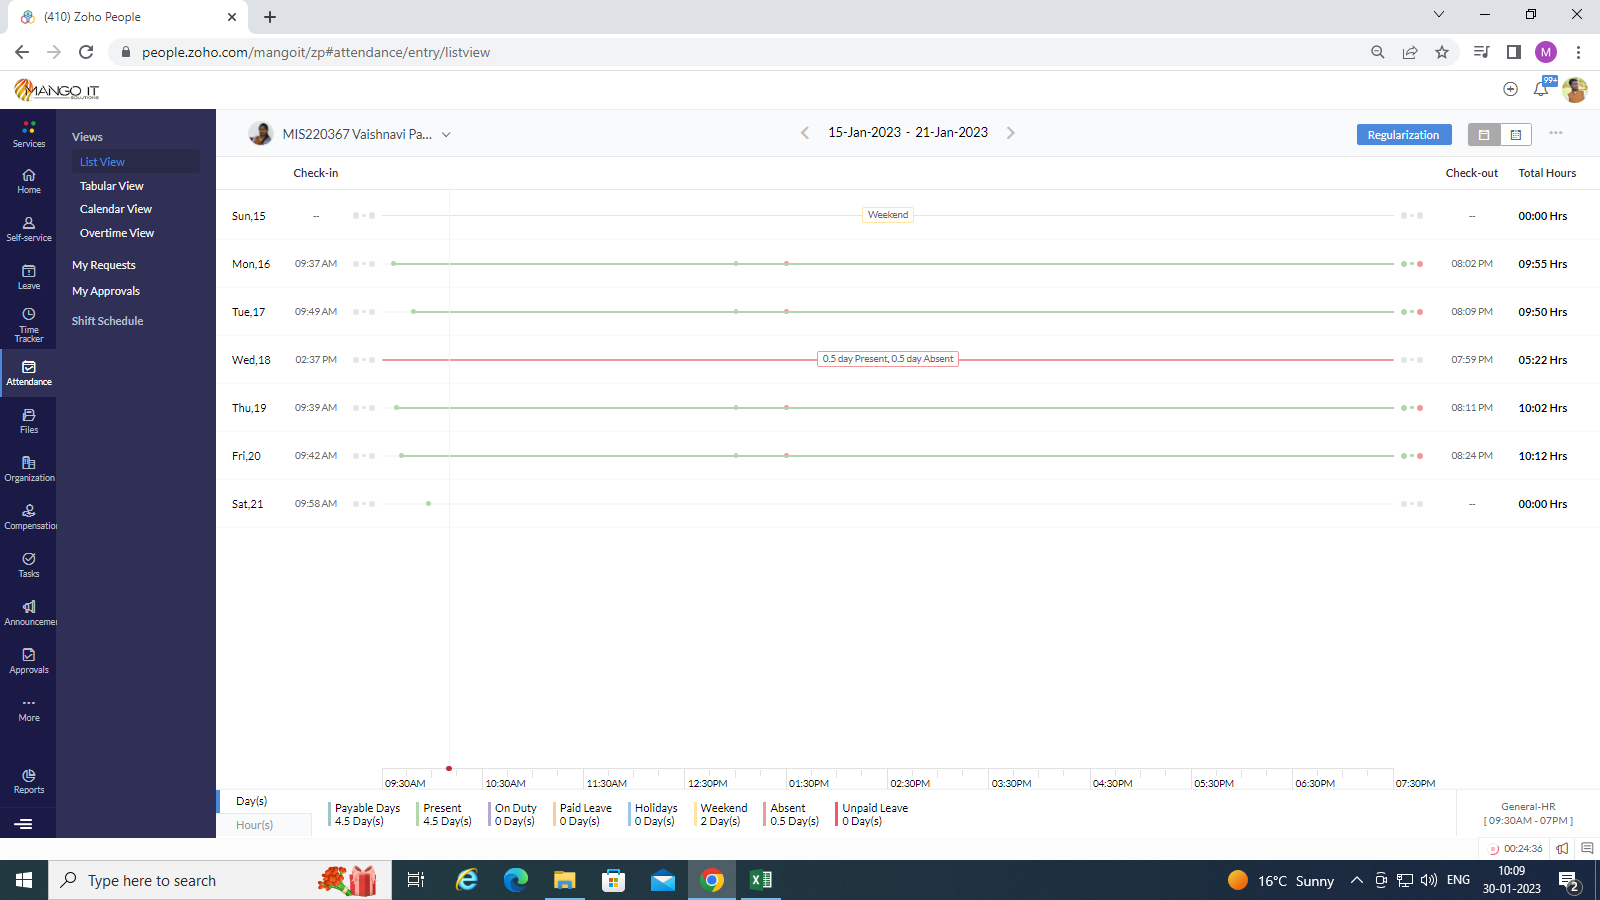 (410) Zoho People
people.zoho.com/mangoit/zp#attendance/entry/listview
M
MANGO IT
SOLUTIONS
99+
Services
Home
Self-service
Leave
Time
Tracker
Attendance
Files
Organization
Compensation
Tasks
Announcemen
Approvals
More
Reports
Views
List View
Tabular View
Calendar View
Overtime View
My Requests
My Approvals
Shift Schedule
MIS220367 Vaishnavi Pa...
15-Jan-2023 - 21-Jan-2023
Regularization
Check-in Check-out Total Hours
Sun,15 -- Weekend -- 00:00 Hrs
Mon,16 09:37 AM 08:02 PM 09:55 Hrs
Tue,17 09:49 AM 08:09 PM 09:50 Hrs
Wed,18 02:37 PM 0.5 day Present, 0.5 day Absent 07:59 PM 05:22 Hrs
Thu,19 09:39 AM 08:11 PM 10:02 Hrs
Fri,20 09:42 AM 08:24 PM 10:12 Hrs
Sat,21 09:58 AM -- 00:00 Hrs
09:30AM 10:30AM 11:30AM 12:30PM 01:30PM 02:30PM 03:30PM 04:30PM 05:30PM 06:30PM 07:30PM
Day(s)
Hour(s)
Payable Days
4.5 Day(s)
Present
4.5 Day(s)
On Duty
0 Day(s)
Paid Leave
0 Day(s)
Holidays
0 Day(s)
Weekend
2 Day(s)
Absent
0.5 Day(s)
Unpaid Leave
0 Day(s)
General-HR
[ 09:30AM - 07PM ]
00:24:36
Type here to search
16°C Sunny
ENG
10:09
30-01-2023
2